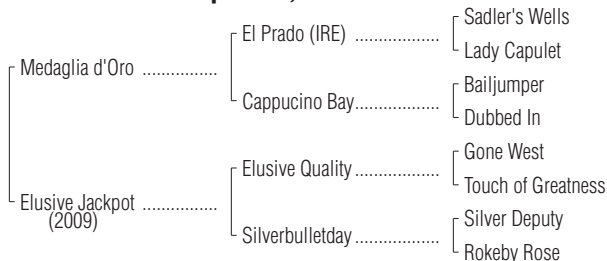 Sadler's Wells
El Prado (IRE) ..................
Lady Capulet
Medaglia d'Oro ................
Bailjumper
Cappucino Bay..................
Dubbed In
Gone West
Elusive Quality ..................
Touch of Greatness
Elusive Jackpot ................
(2009)
Silver Deputy
Silverbulletday ..................
Rokeby Rose